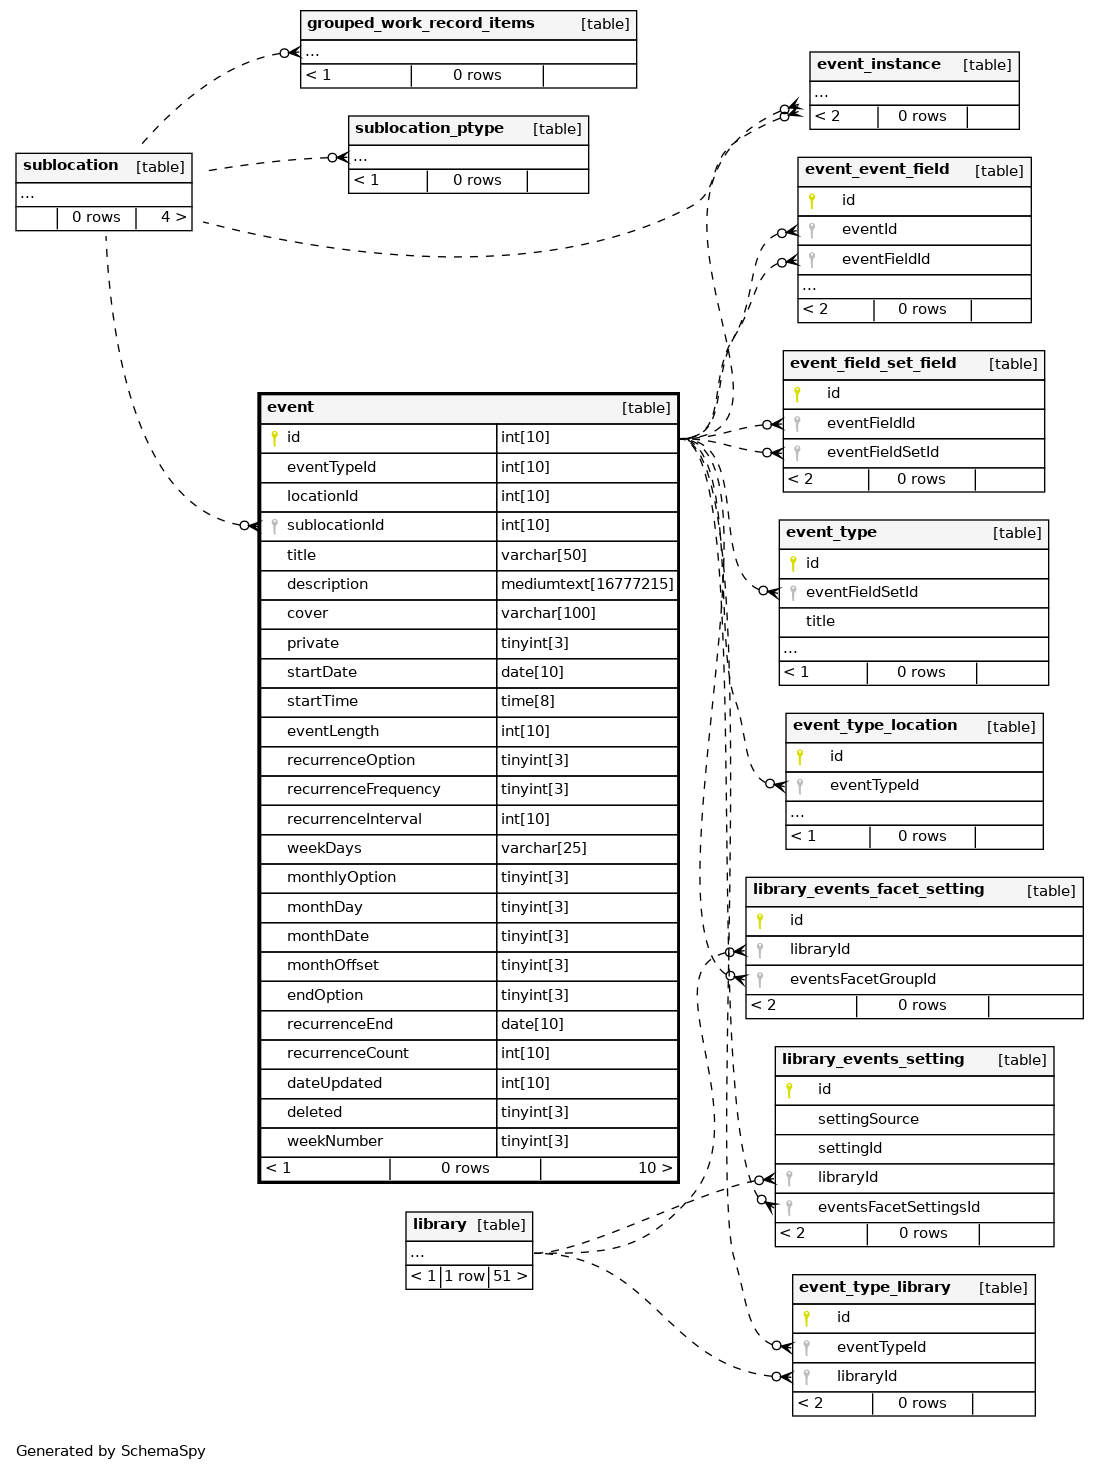 grouped_work_record_items [table]
...
< 1 0 rows
sublocation_ptype [table]
...
< 1 0 rows
sublocation [table]
...
0 rows 4 >
event_instance [table]
...
< 2 0 rows
event_event_field [table]
id
eventId
eventFieldId
...
< 2 0 rows
event_field_set_field [table]
id
eventFieldId
eventFieldSetId
< 2 0 rows
event [table]
id int[10]
eventTypeId int[10]
locationId int[10]
sublocationId int[10]
title varchar[50]
description mediumtext[16777215]
cover varchar[100]
private tinyint[3]
startDate date[10]
startTime time[8]
eventLength int[10]
recurrenceOption tinyint[3]
recurrenceFrequency tinyint[3]
recurrenceInterval int[10]
weekDays varchar[25]
monthlyOption tinyint[3]
monthDay tinyint[3]
monthDate tinyint[3]
monthOffset tinyint[3]
endOption tinyint[3]
recurrenceEnd date[10]
recurrenceCount int[10]
dateUpdated int[10]
deleted tinyint[3]
weekNumber tinyint[3]
< 1 0 rows 10 >
event_type [table]
id
eventFieldSetId
title
...
< 1 0 rows
event_type_location [table]
id
eventTypeId
...
< 1 0 rows
library_events_facet_setting [table]
id
libraryId
eventsFacetGroupId
< 2 0 rows
library_events_setting [table]
id
settingSource
settingId
libraryId
eventsFacetSettingsId
< 2 0 rows
library [table]
...
< 1 1 row 51 >
event_type_library [table]
id
eventTypeId
libraryId
< 2 0 rows
Generated by SchemaSpy